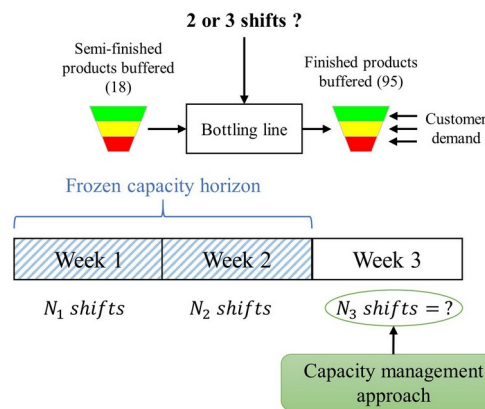 2 or 3 shifts ?
Semi-finished
products buffered
(18)
Finished products
buffered (95)
Bottling line
Customer
demand
Frozen capacity horizon
Week 1
Week 2
Week 3
N₁ shifts
N₂ shifts
N₃ shifts = ?
Capacity management
approach